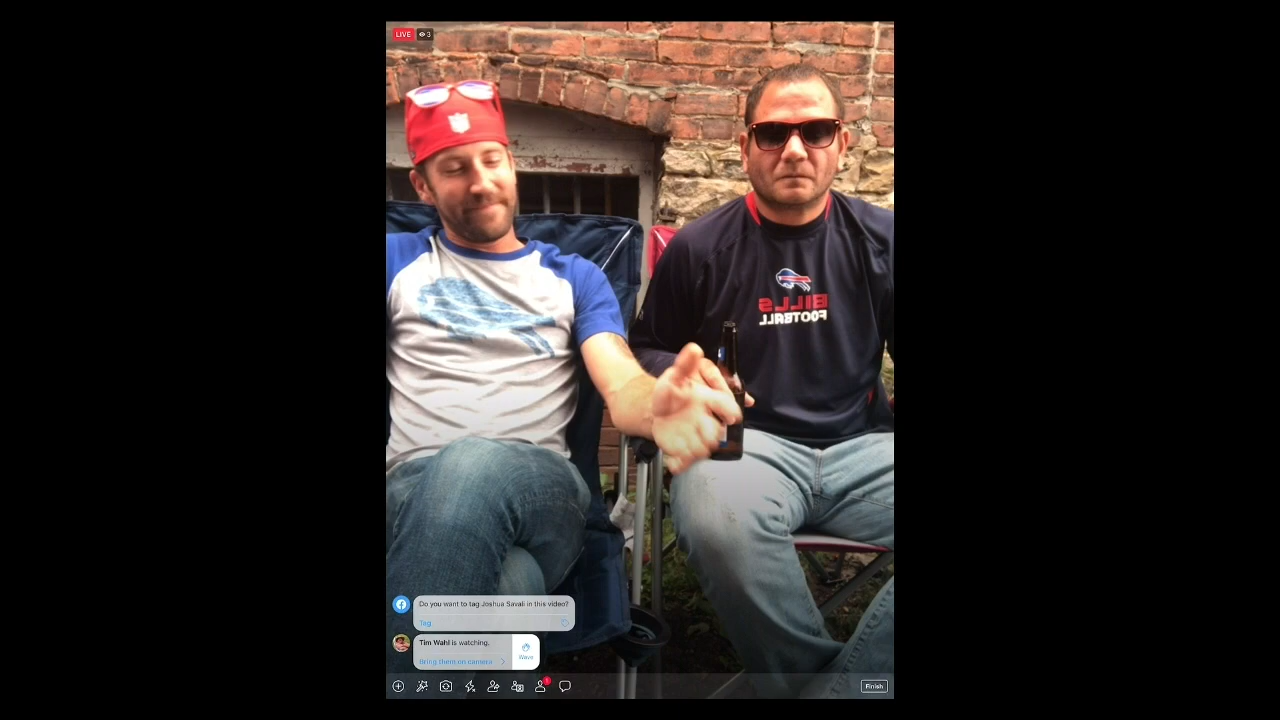 LIVE 3
BILLS
FOOTBALL
Do you want to tag Joshua Savali in this video?
Tag
Tim Wahl is watching.
Wave
Bring them on camera
1
Finish